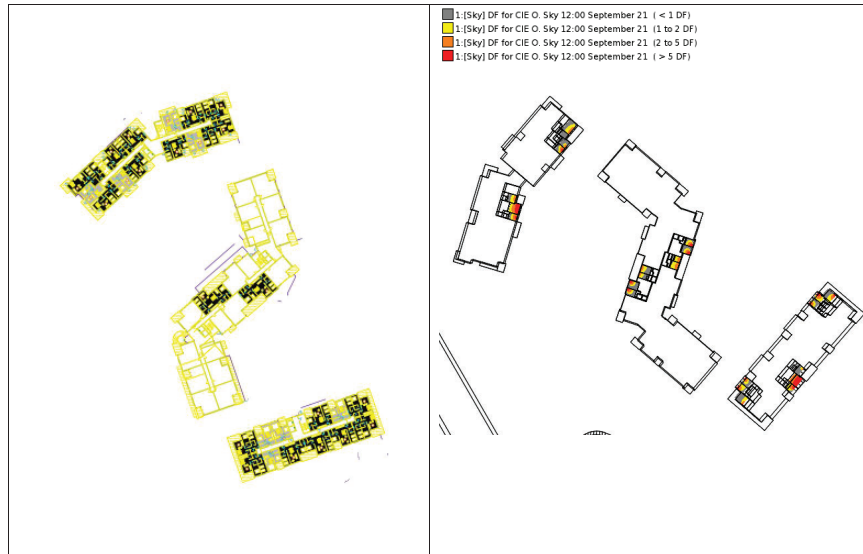 1:[Sky] DF for CIE O. Sky 12:00 September 21 ( < 1 DF)
1:[Sky] DF for CIE O. Sky 12:00 September 21 (1 to 2 DF)
1:[Sky] DF for CIE O. Sky 12:00 September 21 (2 to 5 DF)
1:[Sky] DF for CIE O. Sky 12:00 September 21 ( > 5 DF)